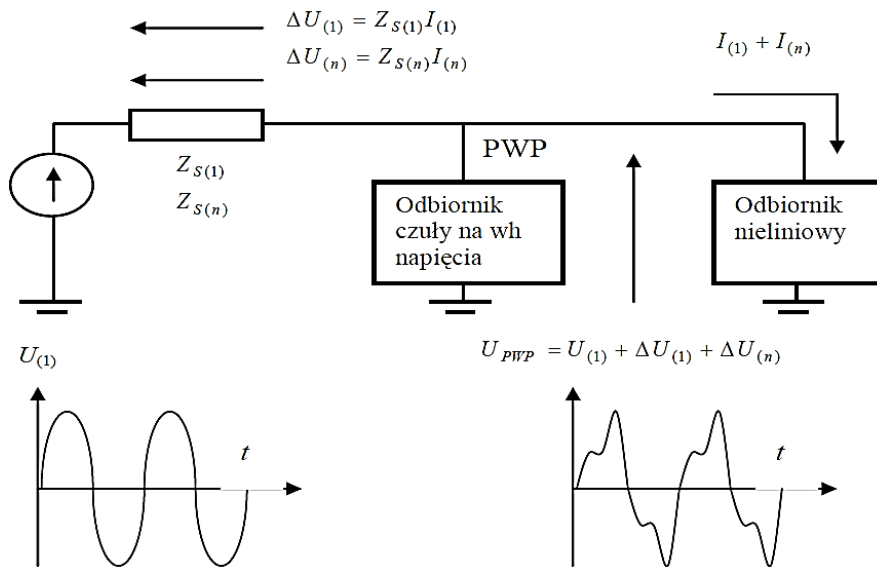 ΔU(1) = ZS(1)I(1)
ΔU(n) = ZS(n)I(n)
I(1) + I(n)
ZS(1)
ZS(n)
PWP
Odbiornik
czuły na wh
napięcia
Odbiornik
nieliniowy
U(1)
UPWP = U(1) + ΔU(1) + ΔU(n)
t
t